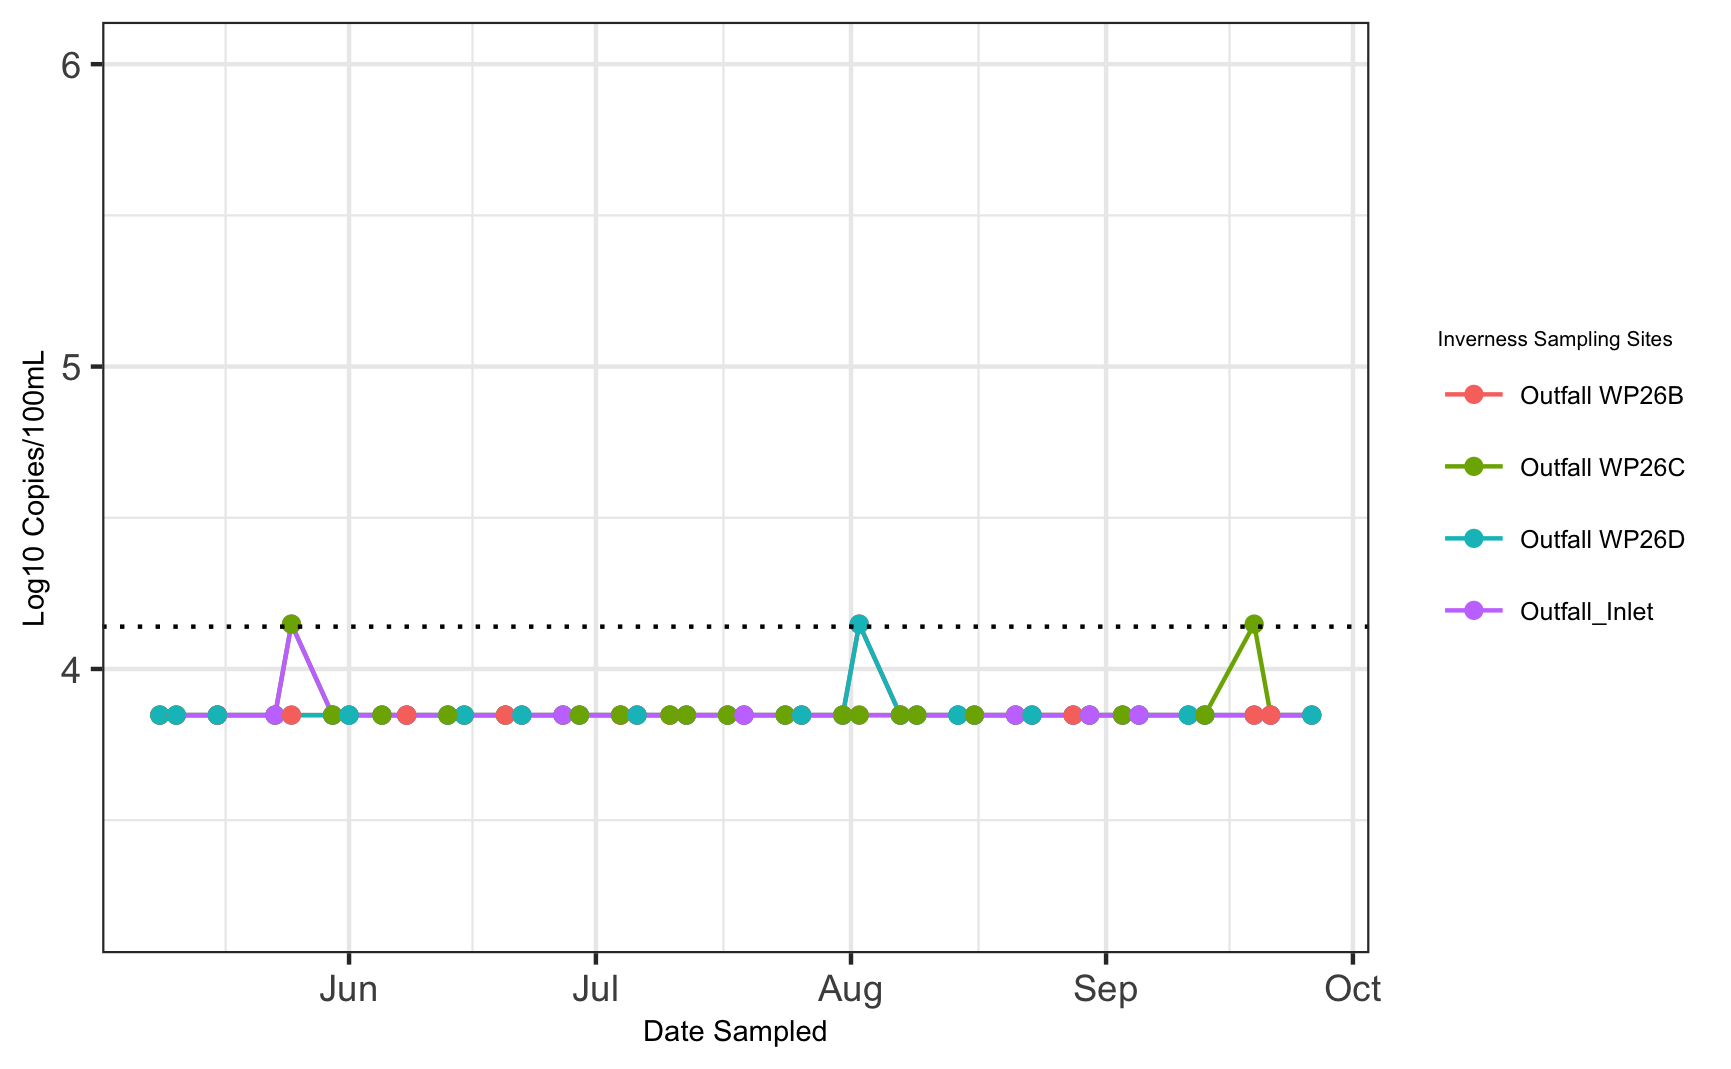 6
5
4
Log10 Copies/100mL
Jun Jul Aug Sep Oct
Date Sampled
Inverness Sampling Sites
Outfall WP26B
Outfall WP26C
Outfall WP26D
Outfall_Inlet